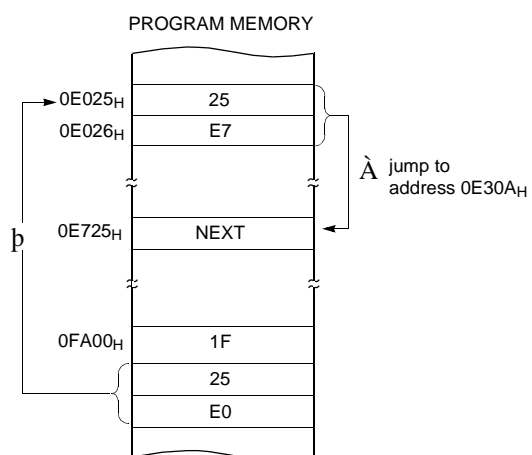 PROGRAM MEMORY
0E025H 25
0E026H E7
À jump to
address 0E30AH
0E725H NEXT
þ
0FA00H 1F
25
E0